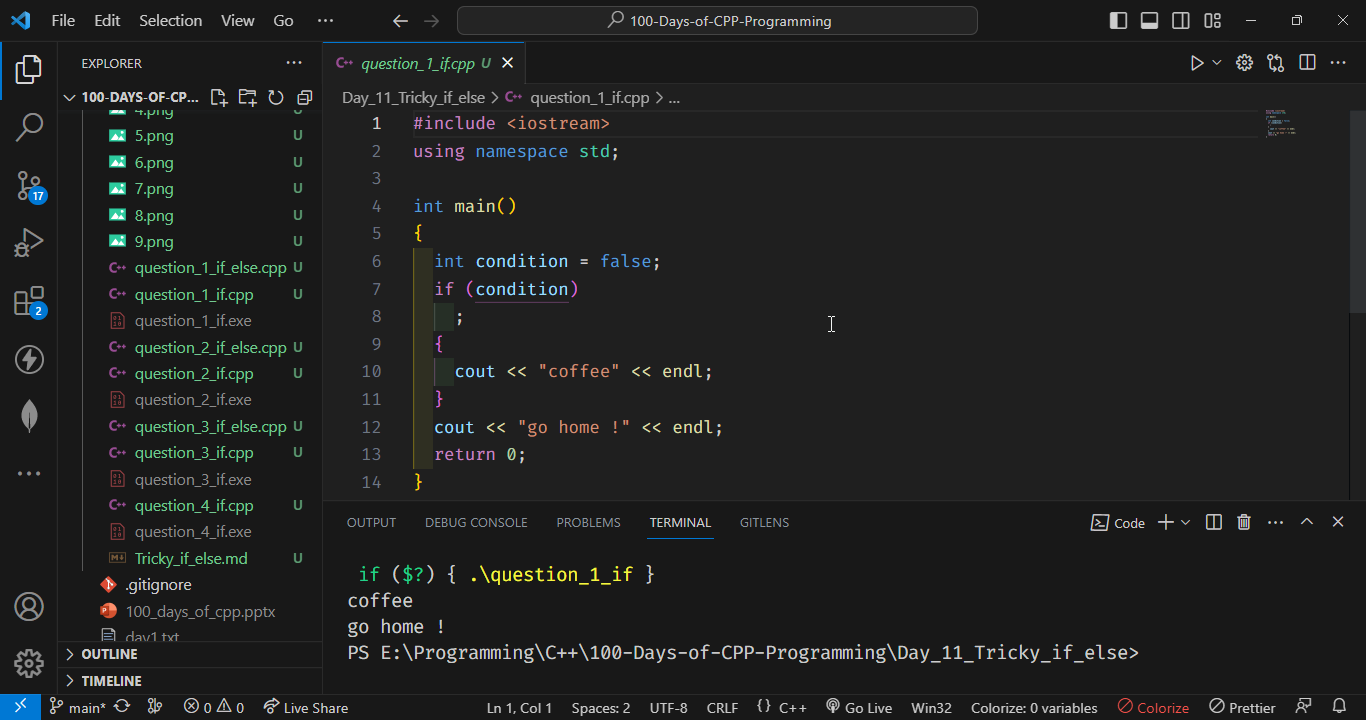 File Edit Selection View Go ··· 100-Days-of-CPP-Programming
EXPLORER ···
100-DAYS-OF-CP...
4.png U
5.png U
6.png U
7.png U
8.png U
9.png U
question_1_if_else.cpp U
question_1_if.cpp U
question_1_if.exe
question_2_if_else.cpp U
question_2_if.cpp U
question_2_if.exe
question_3_if_else.cpp U
question_3_if.cpp U
question_3_if.exe
question_4_if.cpp U
question_4_if.exe
Tricky_if_else.md U
.gitignore
100_days_of_cpp.pptx
day1.txt
OUTLINE
TIMELINE
17
2
C++ question_1_if.cpp U
Day_11_Tricky_if_else > C++ question_1_if.cpp > ...
1 #include <iostream>
2 using namespace std;
3
4 int main()
5 {
6 int condition = false;
7 if (condition)
8 ;
9 {
10 cout << "coffee" << endl;
11 }
12 cout << "go home !" << endl;
13 return 0;
14 }
OUTPUT DEBUG CONSOLE PROBLEMS TERMINAL GITLENS Code
if ($?) { .\question_1_if }
coffee
go home !
PS E:\Programming\C++\100-Days-of-CPP-Programming\Day_11_Tricky_if_else>
main* 0 0 Live Share Ln 1, Col 1 Spaces: 2 UTF-8 CRLF {} C++ Go Live Win32 Colorize: 0 variables Colorize Prettier